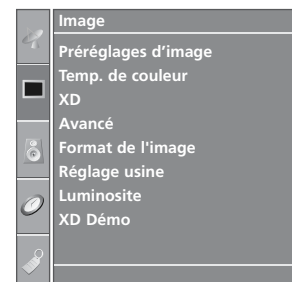 Image
Préréglages d’image
Temp. de couleur
XD
Avancé
Format de l'image
Réglage usine
Luminosite
XD Démo